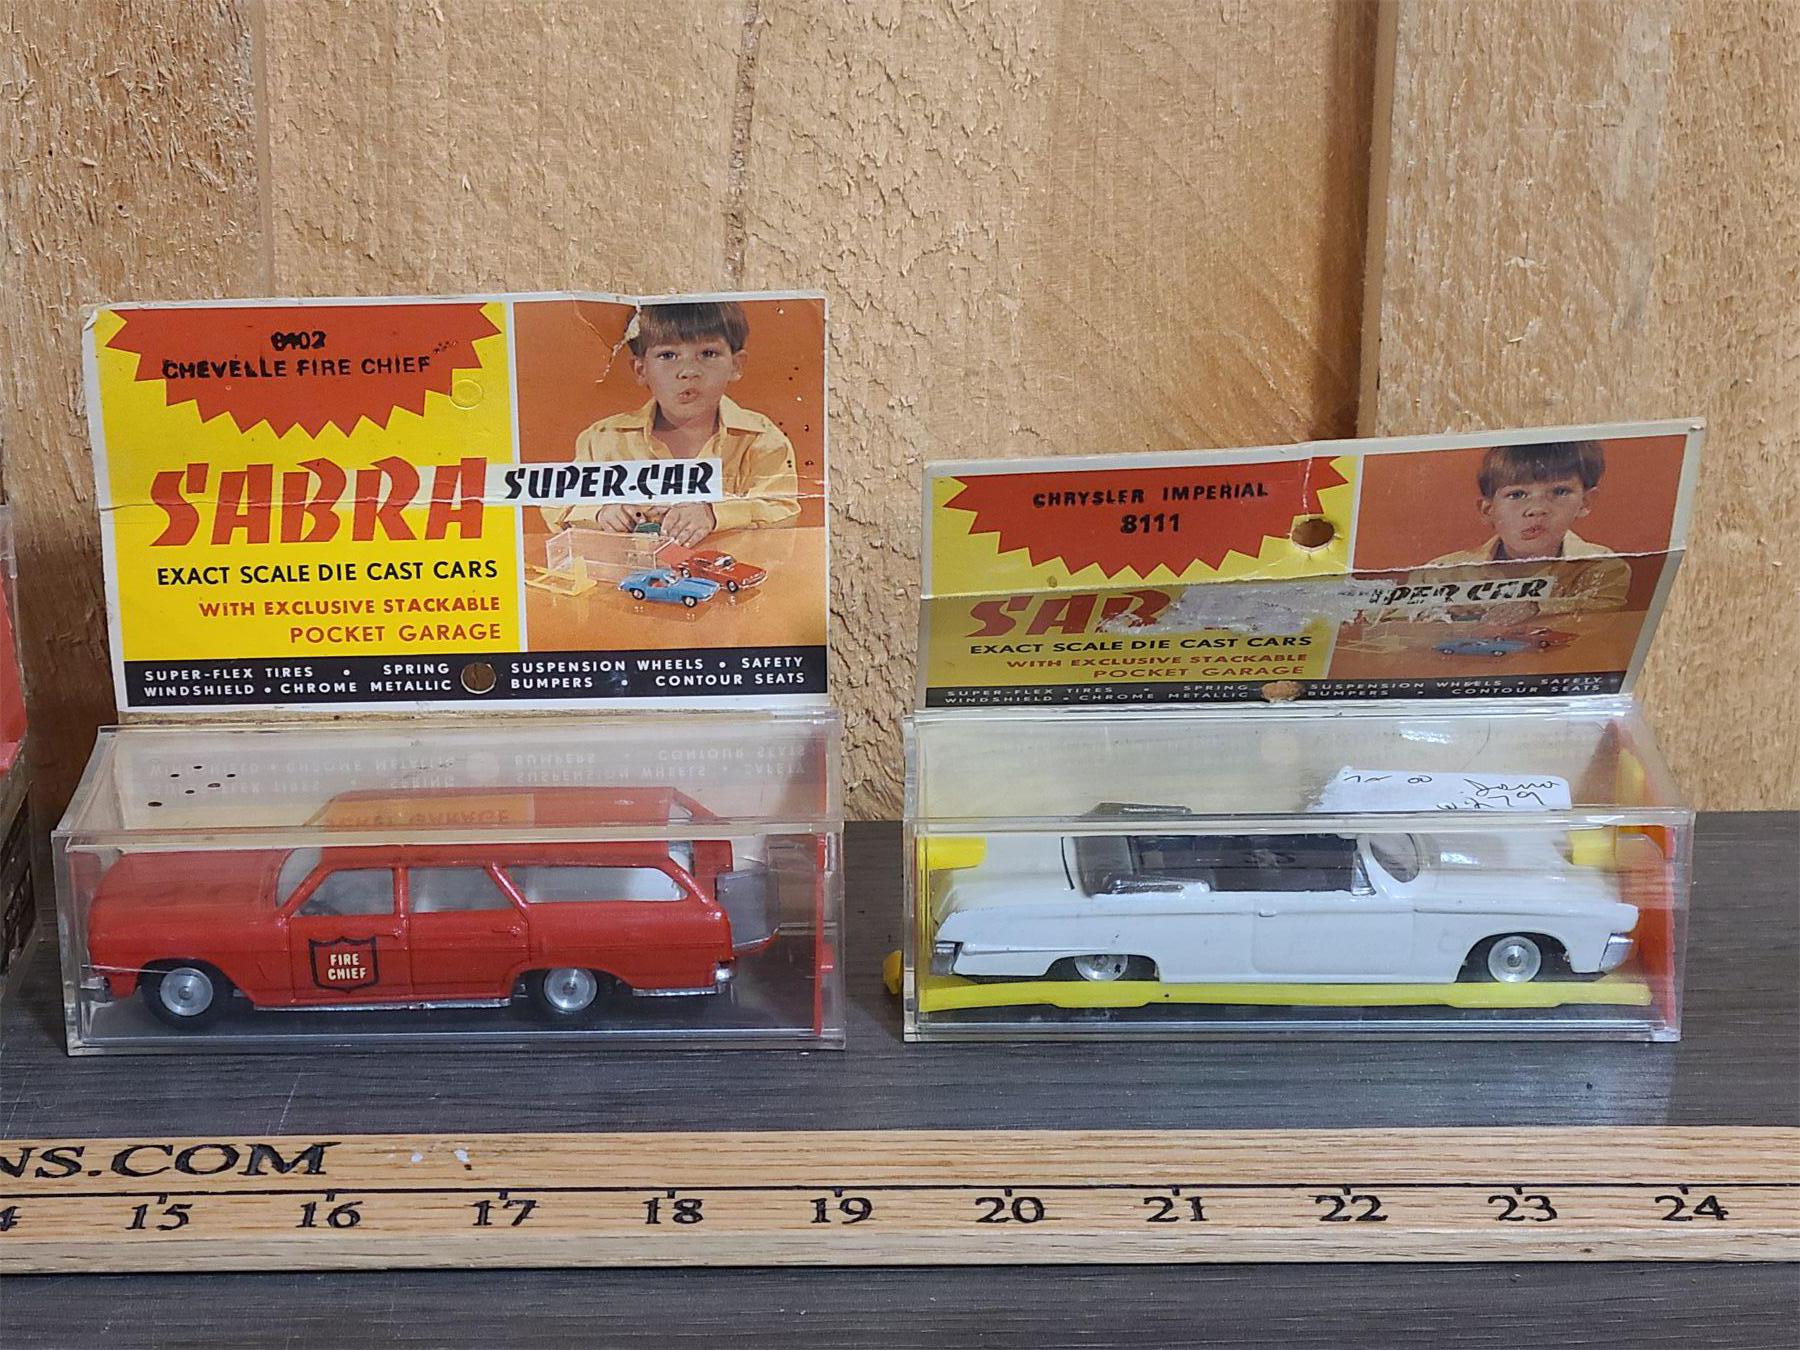 8102
CHEVELLE FIRE CHIEF
SABRA SUPER-CAR
EXACT SCALE DIE CAST CARS
WITH EXCLUSIVE STACKABLE
POCKET GARAGE
SUPER-FLEX TIRES • SPRING SUSPENSION WHEELS • SAFETY
WINDSHIELD • CHROME METALLIC BUMPERS • CONTOUR SEATS
FIRE
CHIEF
CHRYSLER IMPERIAL
8111
SABR SUPER CAR
EXACT SCALE DIE CAST CARS
WITH EXCLUSIVE STACKABLE
POCKET GARAGE
SUPER-FLEX TIRES • SPRING SUSPENSION WHEELS • SAFETY
WINDSHIELD • CHROME METALLIC BUMPERS • CONTOUR SEATS
NS.COM
4 15 16 17 18 19 20 21 22 23 24